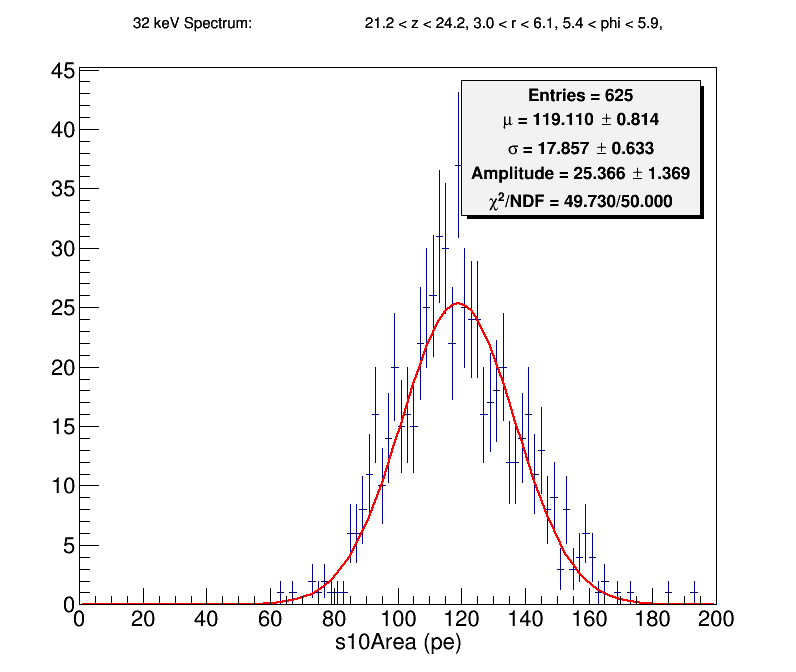 32 keV Spectrum: 21.2 < z < 24.2, 3.0 < r < 6.1, 5.4 < phi < 5.9,
Entries = 625
μ = 119.110 ± 0.814
σ = 17.857 ± 0.633
Amplitude = 25.366 ± 1.369
χ²/NDF = 49.730/50.000
45
40
35
30
25
20
15
10
5
0
0 20 40 60 80 100 120 140 160 180 200
s10Area (pe)